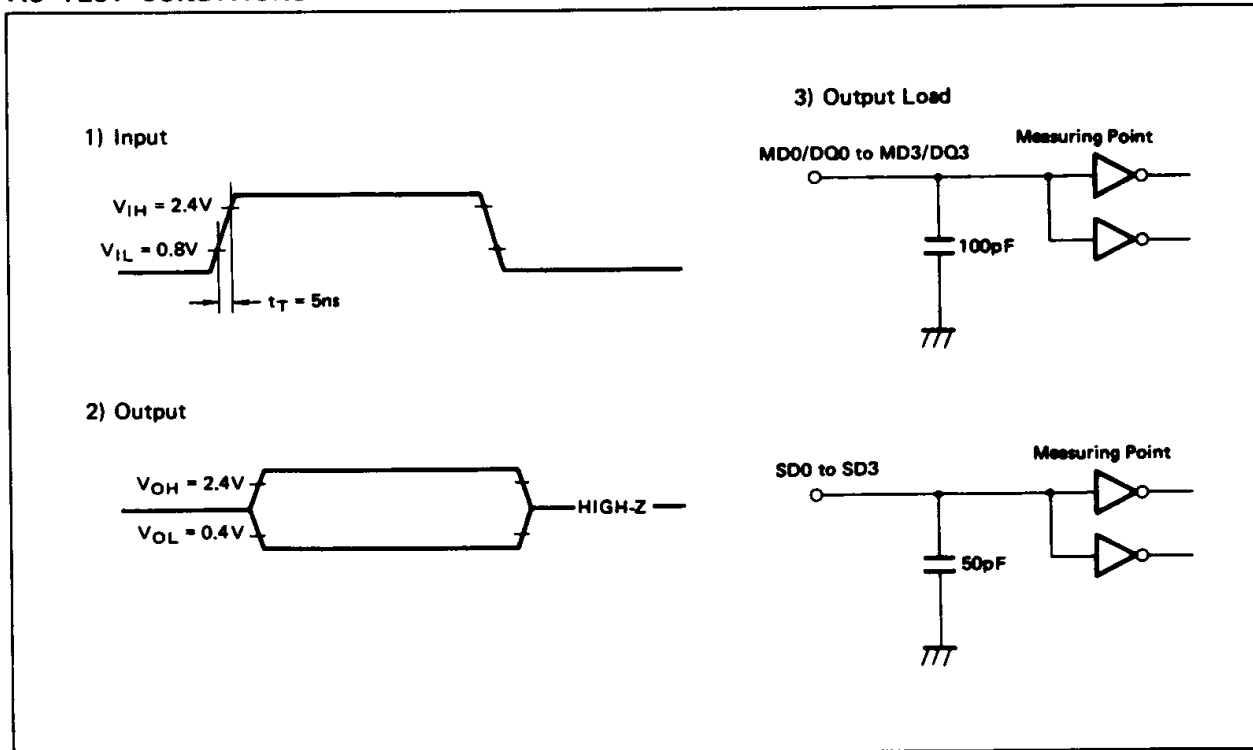 1) Input
VIH = 2.4V
VIL = 0.8V
tT = 5ns
2) Output
VOH = 2.4V
VOL = 0.4V
HIGH-Z
3) Output Load
Measuring Point
MD0/DQ0 to MD3/DQ3
100pF
Measuring Point
SD0 to SD3
50pF